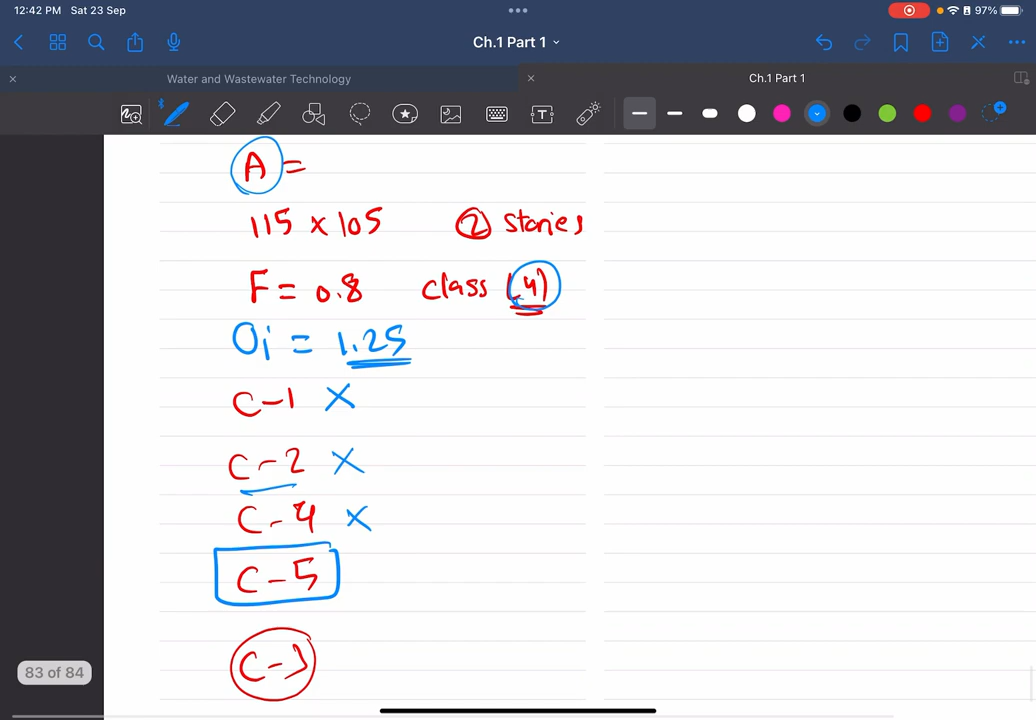 12:42 PM Sat 23 Sep
97%
Ch.1 Part 1
Water and Wastewater Technology
Ch.1 Part 1
A =
115 x 105 2 stories
F = 0.8 class (4)
Oi = 1.25
C-1 X
C-2 X
C-4 X
C-5
C-3
83 of 84